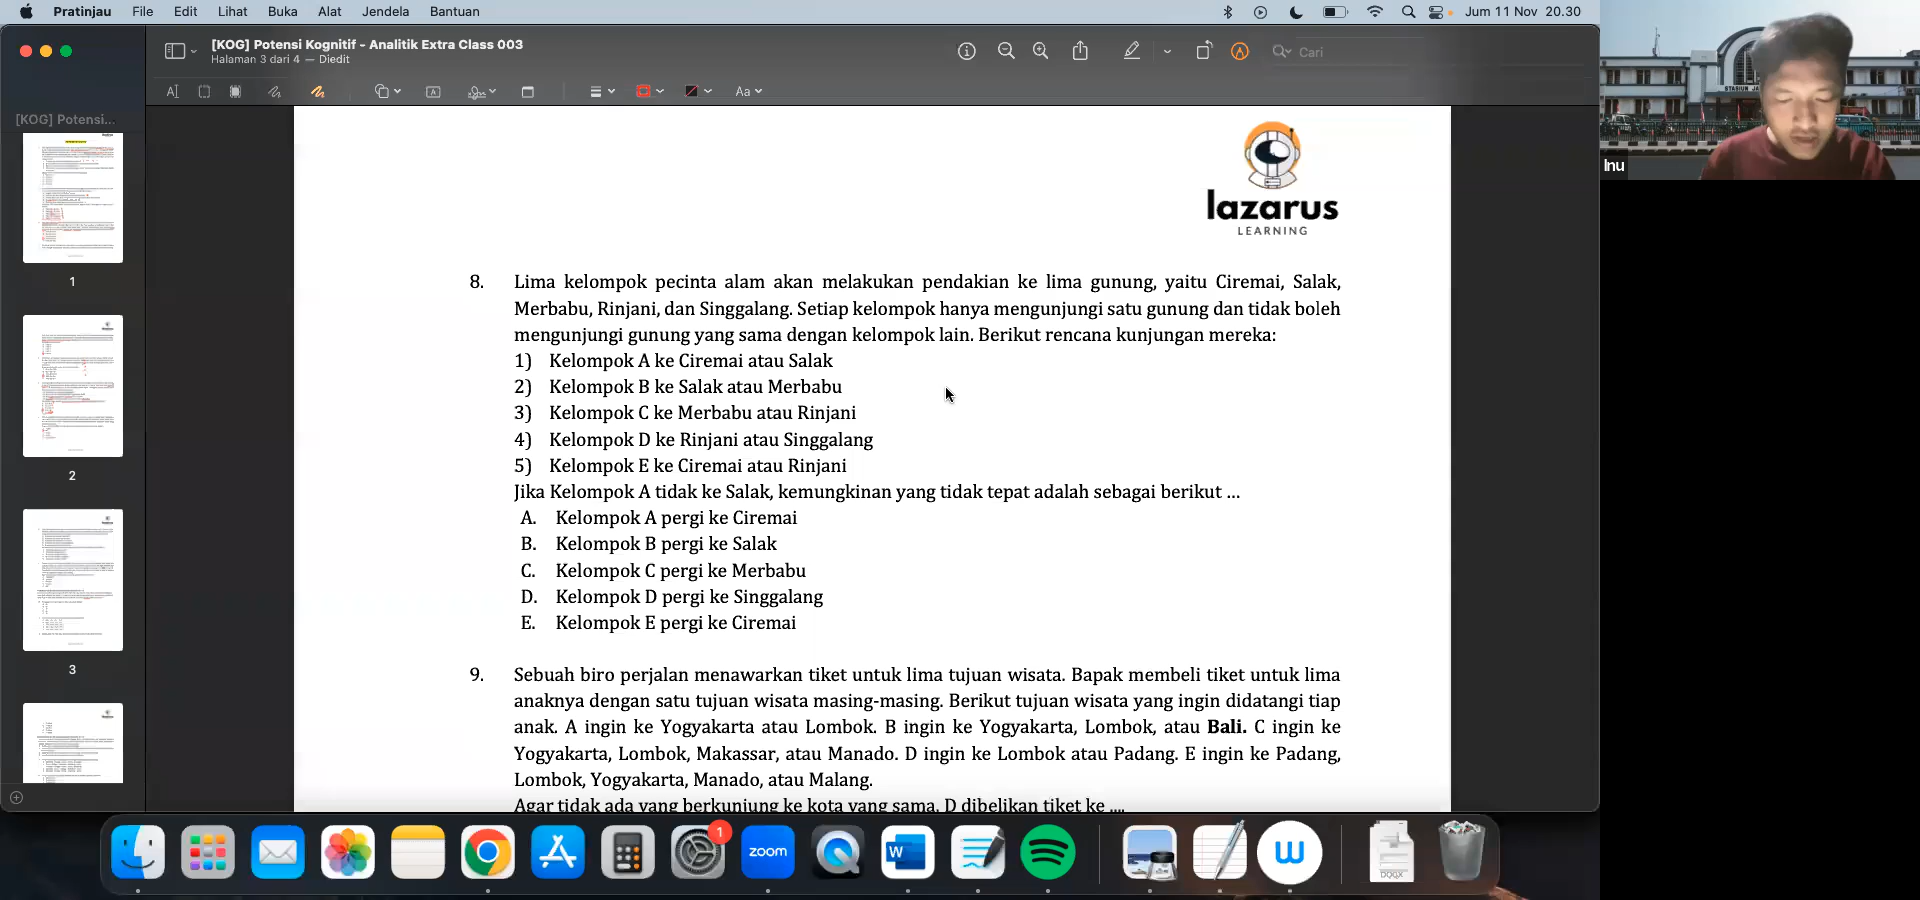 Pratinjau File Edit Lihat Buka Alat Jendela Bantuan
Jum 11 Nov 20.30
[KOG] Potensi Kognitif - Analitik Extra Class 003
Halaman 3 dari 4 — Diedit
Cari
Aa
[KOG] Potensi...
1
2
3
lazarus
LEARNING
8. Lima kelompok pecinta alam akan melakukan pendakian ke lima gunung, yaitu Ciremai, Salak,
Merbabu, Rinjani, dan Singgalang. Setiap kelompok hanya mengunjungi satu gunung dan tidak boleh
mengunjungi gunung yang sama dengan kelompok lain. Berikut rencana kunjungan mereka:
1) Kelompok A ke Ciremai atau Salak
2) Kelompok B ke Salak atau Merbabu
3) Kelompok C ke Merbabu atau Rinjani
4) Kelompok D ke Rinjani atau Singgalang
5) Kelompok E ke Ciremai atau Rinjani
Jika Kelompok A tidak ke Salak, kemungkinan yang tidak tepat adalah sebagai berikut ...
A. Kelompok A pergi ke Ciremai
B. Kelompok B pergi ke Salak
C. Kelompok C pergi ke Merbabu
D. Kelompok D pergi ke Singgalang
E. Kelompok E pergi ke Ciremai
9. Sebuah biro perjalan menawarkan tiket untuk lima tujuan wisata. Bapak membeli tiket untuk lima
anaknya dengan satu tujuan wisata masing-masing. Berikut tujuan wisata yang ingin didatangi tiap
anak. A ingin ke Yogyakarta atau Lombok. B ingin ke Yogyakarta, Lombok, atau Bali. C ingin ke
Yogyakarta, Lombok, Makassar, atau Manado. D ingin ke Lombok atau Padang. E ingin ke Padang,
Lombok, Yogyakarta, Manado, atau Malang.
Agar tidak ada yang berkunjung ke kota yang sama, D dibelikan tiket ke ....
Inu
1
zoom
W
DOCX